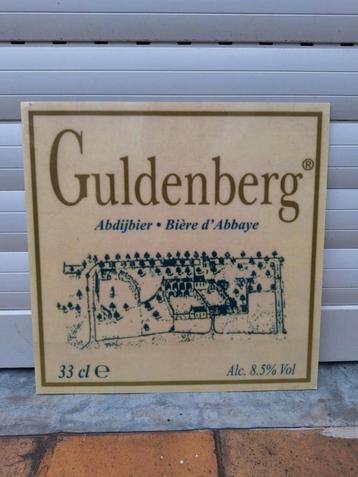 Guldenberg®
Abdijbier • Bière d'Abbaye
33 cl ℮ Alc. 8.5% Vol